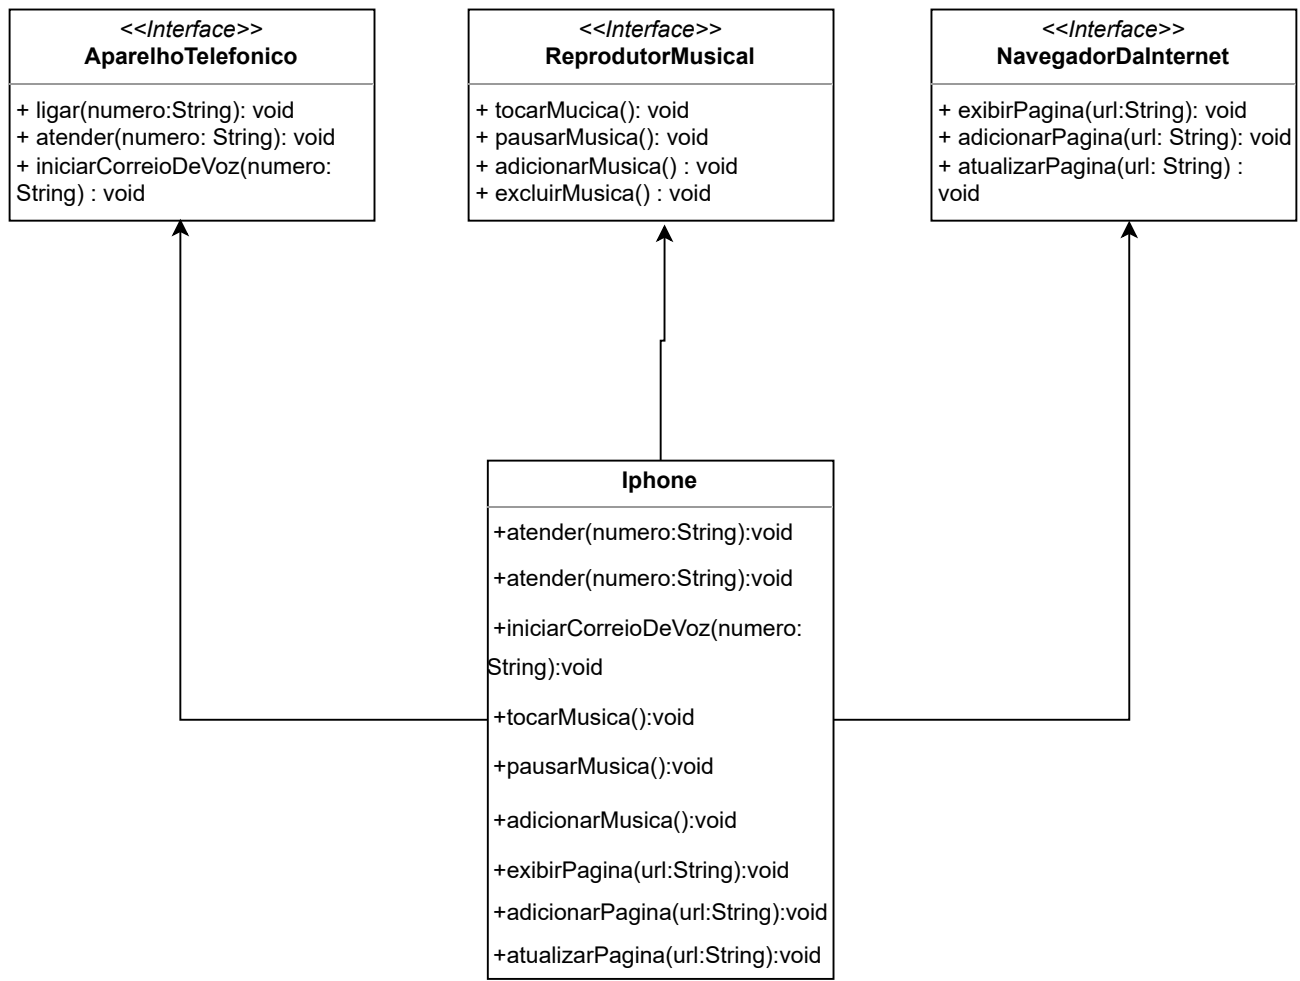 <<Interface>>
AparelhoTelefonico
+ ligar(numero:String): void
+ atender(numero: String): void
+ iniciarCorreioDeVoz(numero:
String) : void
<<Interface>>
ReprodutorMusical
+ tocarMucica(): void
+ pausarMusica(): void
+ adicionarMusica() : void
+ excluirMusica() : void
<<Interface>>
NavegadorDaInternet
+ exibirPagina(url:String): void
+ adicionarPagina(url: String): void
+ atualizarPagina(url: String) :
void
Iphone
+atender(numero:String):void
+atender(numero:String):void
+iniciarCorreioDeVoz(numero:
String):void
+tocarMusica():void
+pausarMusica():void
+adicionarMusica():void
+exibirPagina(url:String):void
+adicionarPagina(url:String):void
+atualizarPagina(url:String):void